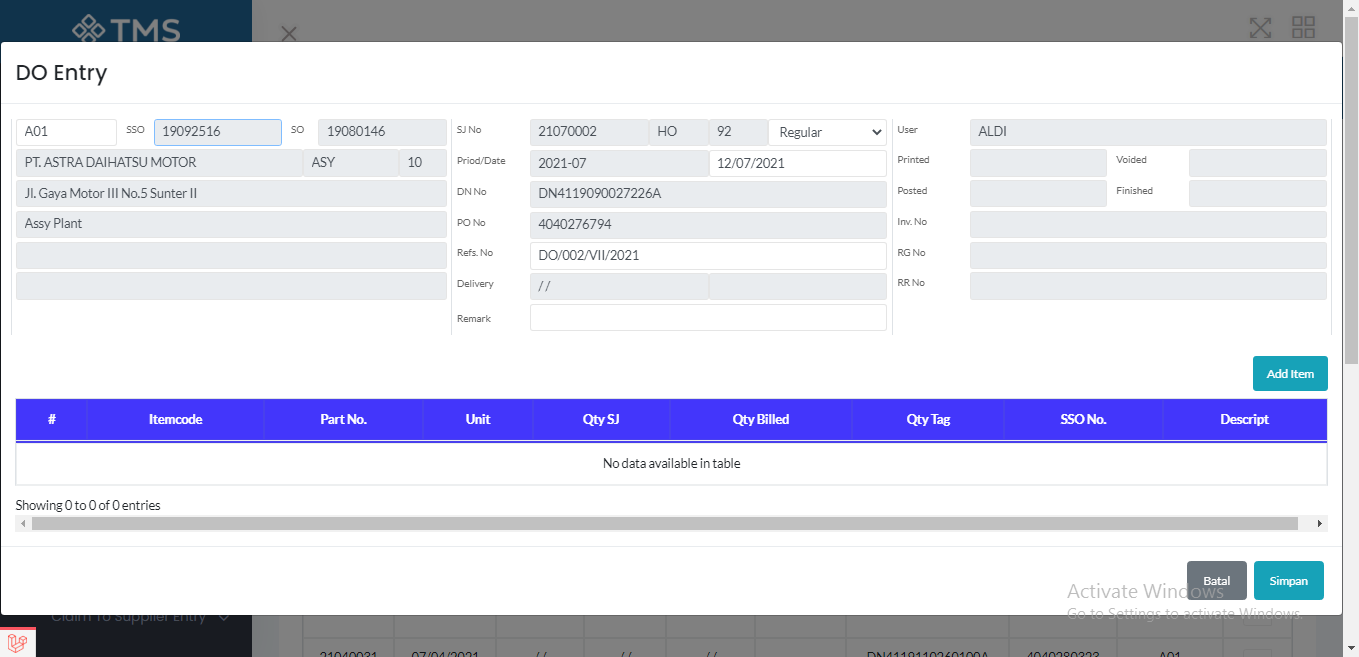 TMS
DO Entry
A01 SSO 19092516 SO 19080146
PT. ASTRA DAIHATSU MOTOR ASY 10
Jl. Gaya Motor III No.5 Sunter II
Assy Plant
SJ No 21070002 HO 92 Regular
Priod/Date 2021-07 12/07/2021
DN No DN4119090027226A
PO No 4040276794
Refs. No DO/002/VII/2021
Delivery / /
Remark
User ALDI
Printed Voided
Posted Finished
Inv. No
RG No
RR No
Add Item
# Itemcode Part No. Unit Qty SJ Qty Billed Qty Tag SSO No. Descript
No data available in table
Showing 0 to 0 of 0 entries
Batal Simpan
Activate Windows
Go to Settings to activate Windows.
Claim To Supplier Entry
21040031 07/04/2021 / / / / / / DN4119110260100A 4040280323 A01